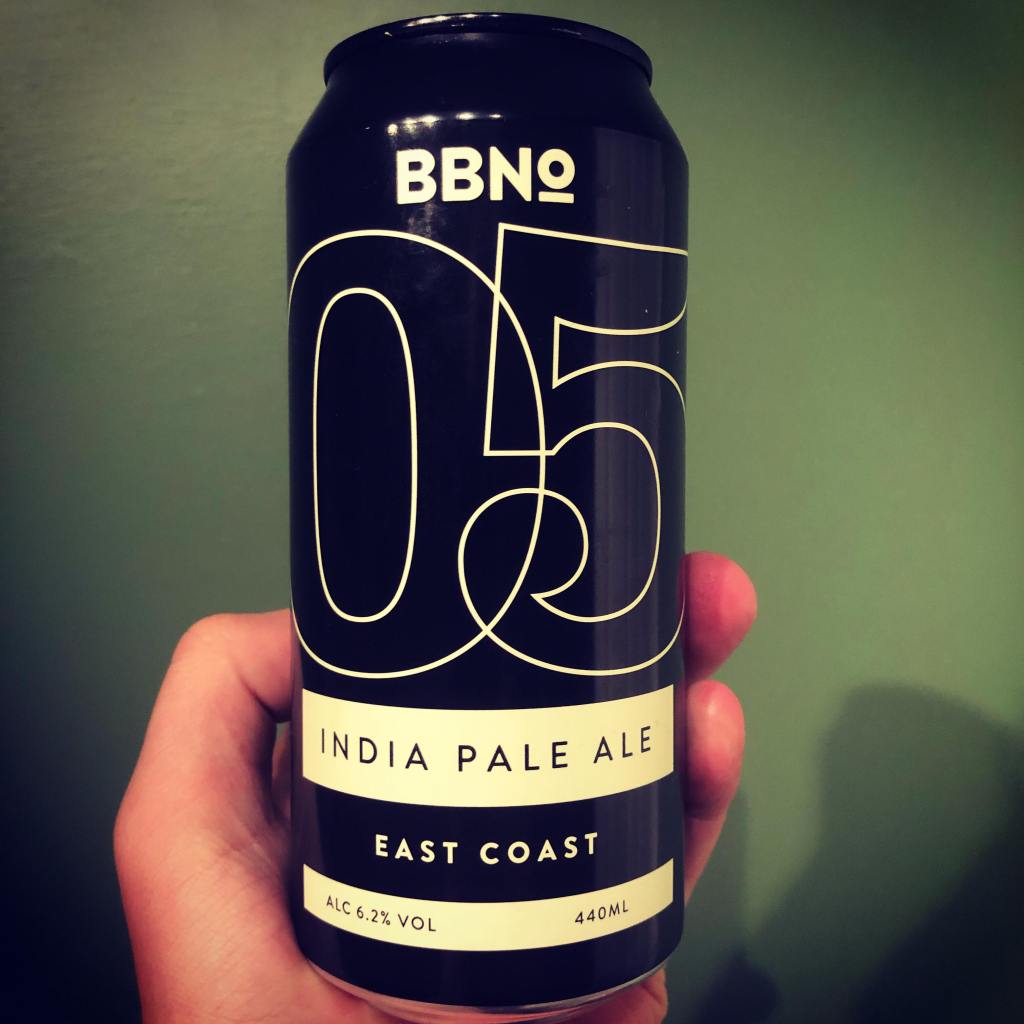 BBNº
05
INDIA PALE ALE
EAST COAST
ALC 6.2% VOL 440ML